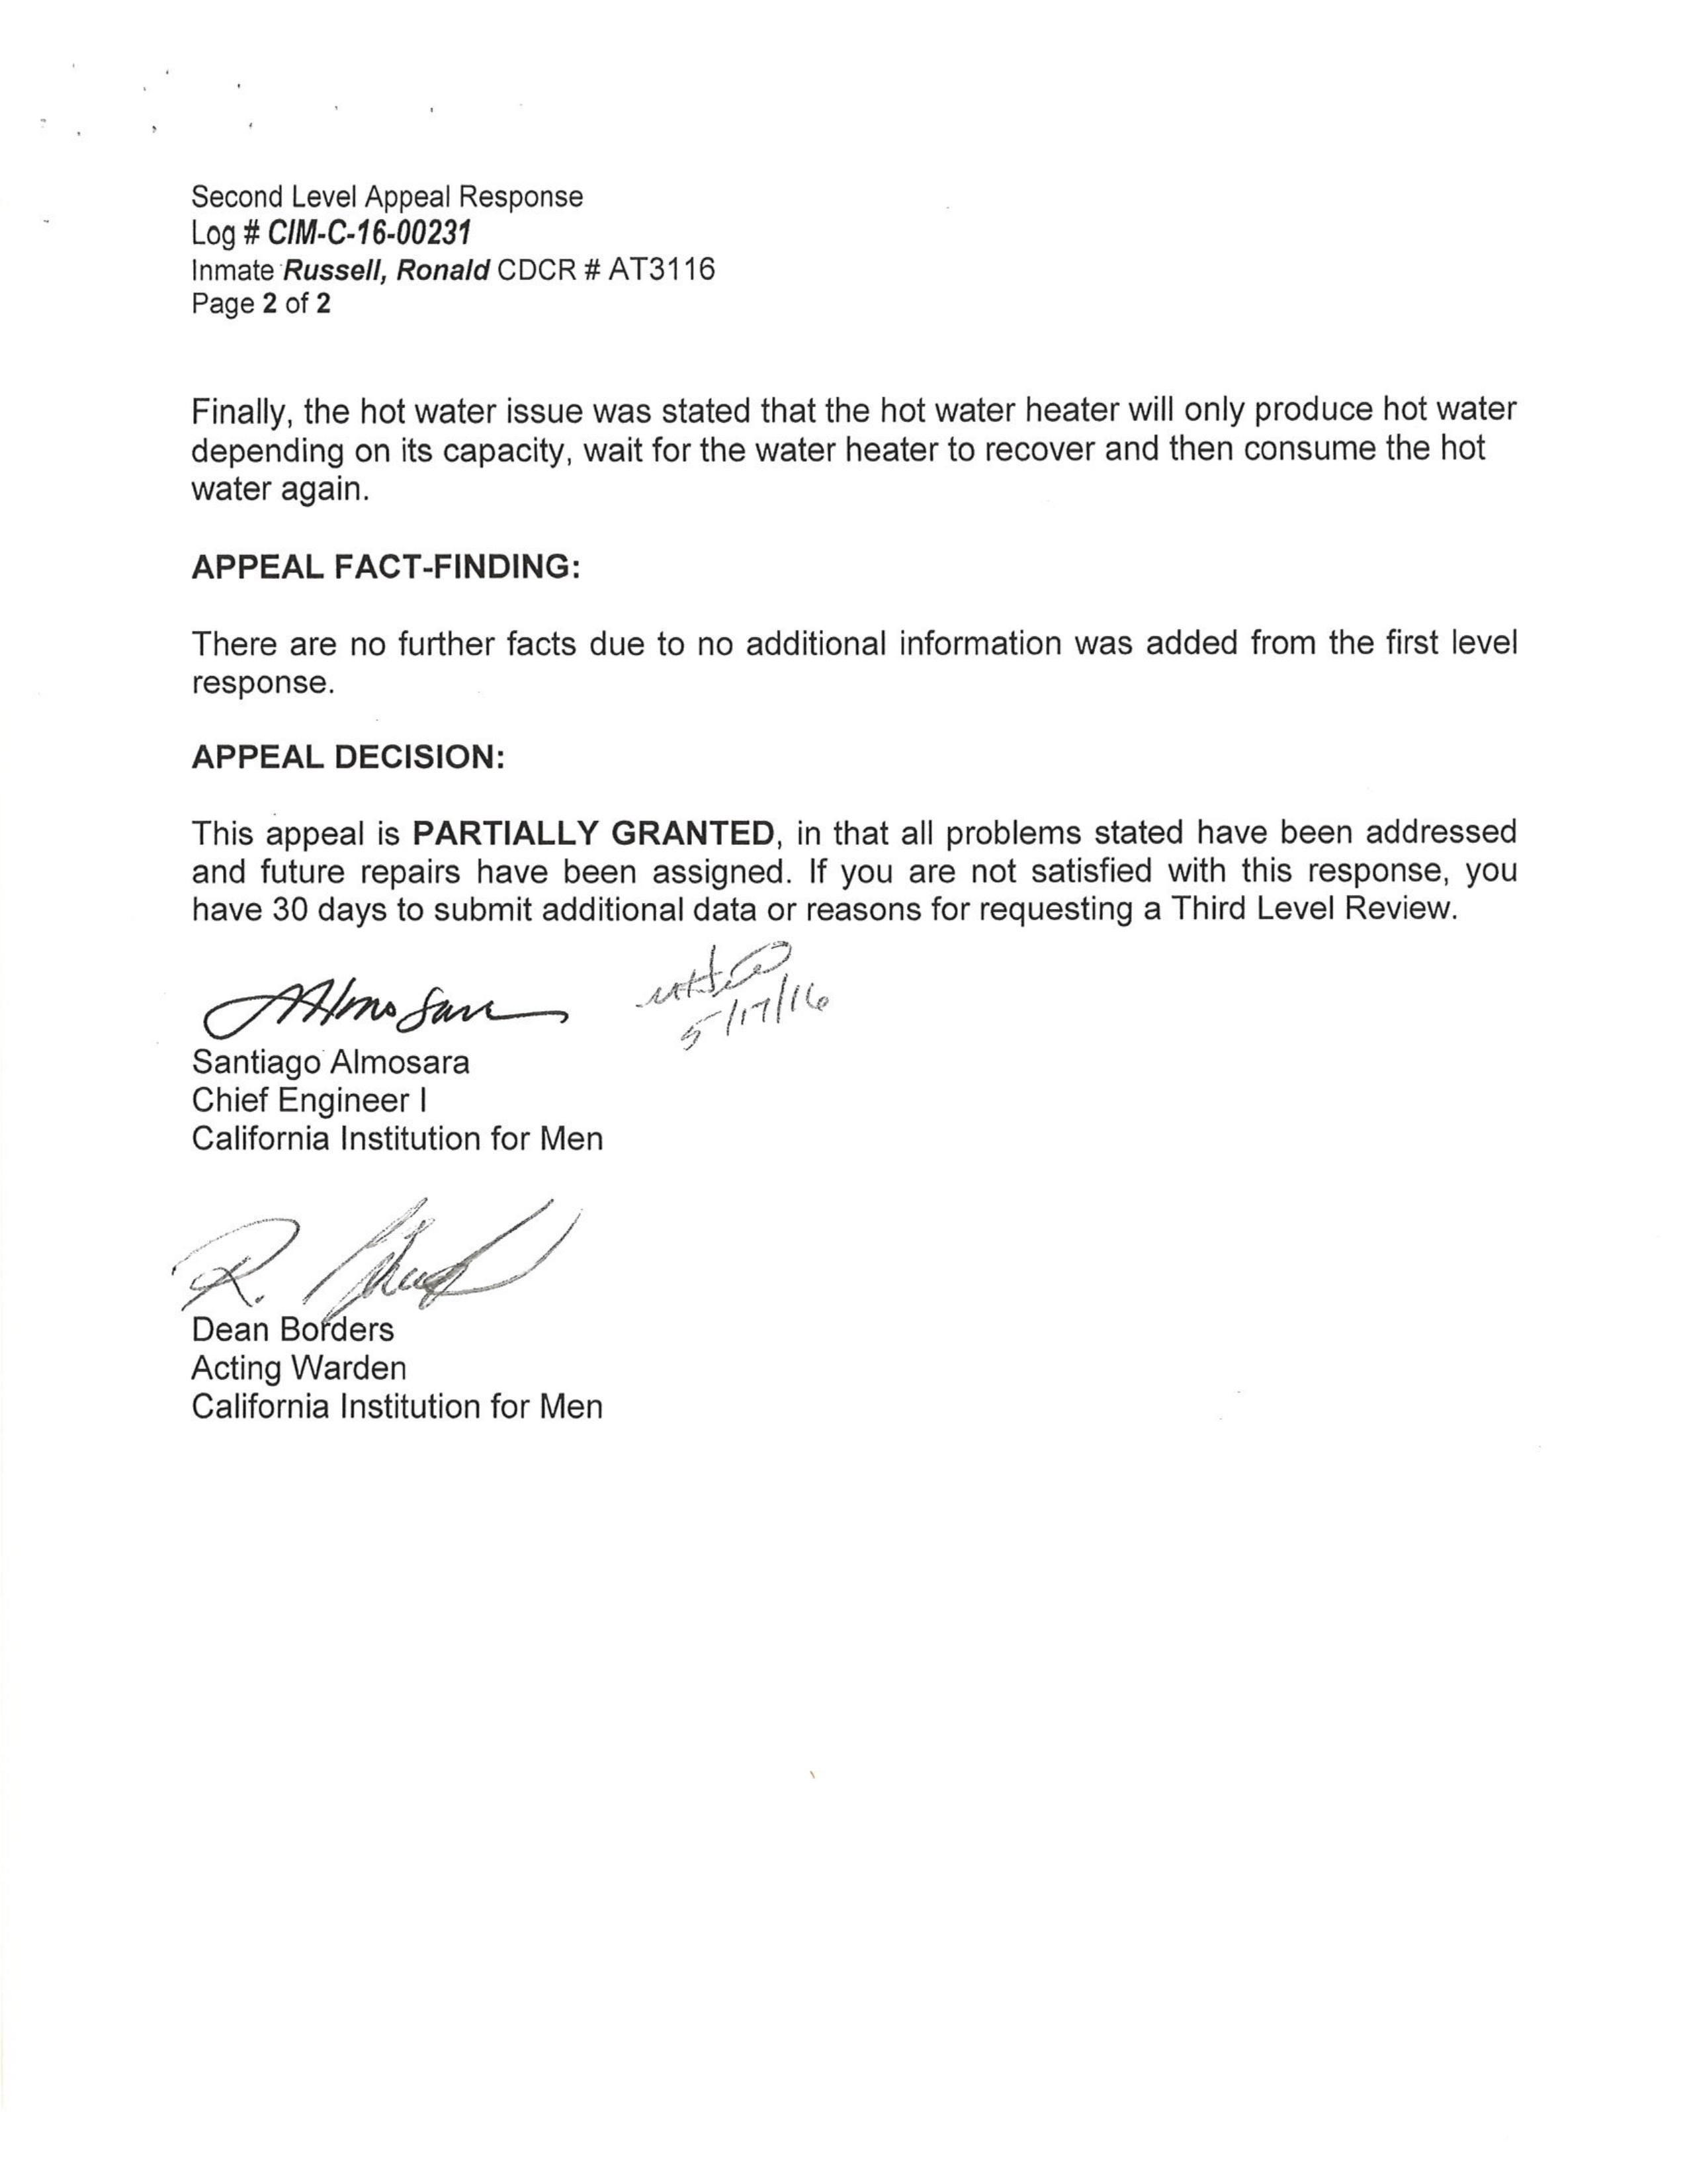 Second Level Appeal Response
Log # CIM-C-16-00231
Inmate Russell, Ronald CDCR # AT3116
Page 2 of 2
Finally, the hot water issue was stated that the hot water heater will only produce hot water
depending on its capacity, wait for the water heater to recover and then consume the hot
water again.
APPEAL FACT-FINDING:
There are no further facts due to no additional information was added from the first level
response.
APPEAL DECISION:
This appeal is PARTIALLY GRANTED, in that all problems stated have been addressed
and future repairs have been assigned. If you are not satisfied with this response, you
have 30 days to submit additional data or reasons for requesting a Third Level Review.
5/17/16
Santiago Almosara
Chief Engineer I
California Institution for Men
R.
Dean Borders
Acting Warden
California Institution for Men